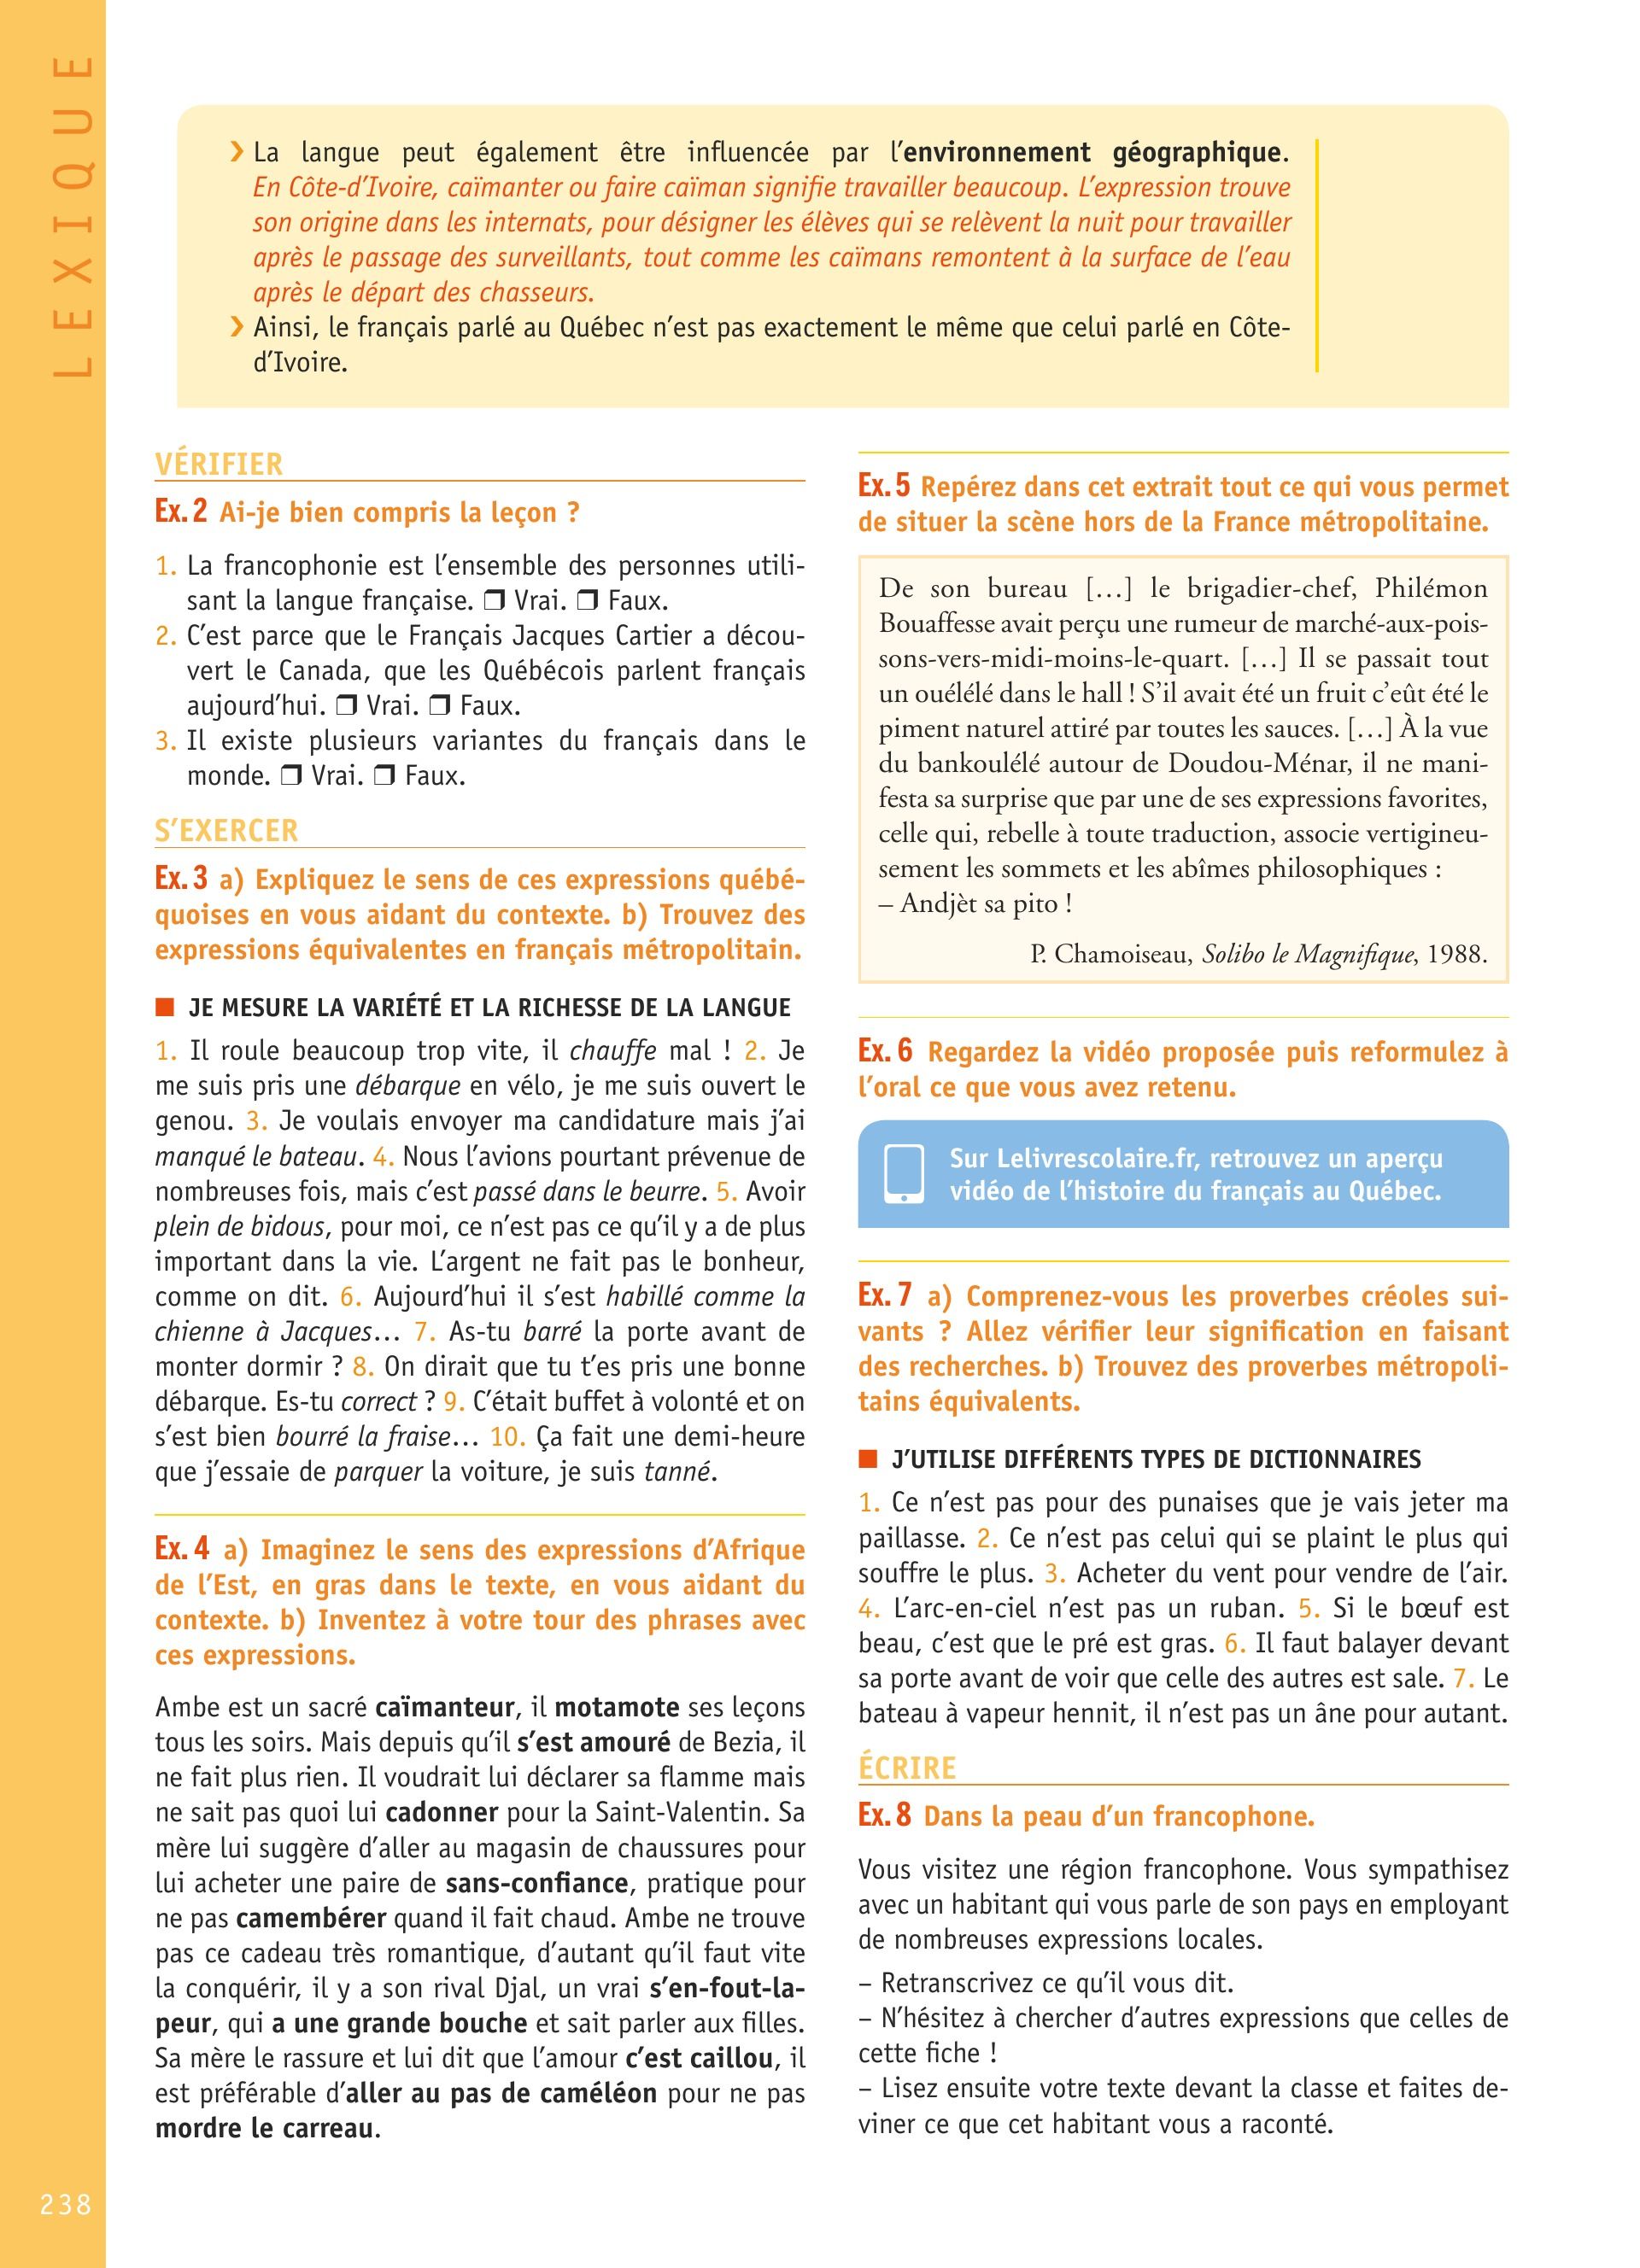 LEXIQUE
❯ La langue peut également être influencée par l’environnement géographique.
En Côte-d’Ivoire, caïmanter ou faire caïman signifie travailler beaucoup. L’expression trouve
son origine dans les internats, pour désigner les élèves qui se relèvent la nuit pour travailler
après le passage des surveillants, tout comme les caïmans remontent à la surface de l’eau
après le départ des chasseurs.
❯ Ainsi, le français parlé au Québec n’est pas exactement le même que celui parlé en Côte-
d’Ivoire.
VÉRIFIER
Ex. 2 Ai-je bien compris la leçon ?
1. La francophonie est l’ensemble des personnes utili-
sant la langue française. ❒ Vrai. ❒ Faux.
2. C’est parce que le Français Jacques Cartier a décou-
vert le Canada, que les Québécois parlent français
aujourd’hui. ❒ Vrai. ❒ Faux.
3. Il existe plusieurs variantes du français dans le
monde. ❒ Vrai. ❒ Faux.
S’EXERCER
Ex. 3 a) Expliquez le sens de ces expressions québé-
quoises en vous aidant du contexte. b) Trouvez des
expressions équivalentes en français métropolitain.
■ JE MESURE LA VARIÉTÉ ET LA RICHESSE DE LA LANGUE
1. Il roule beaucoup trop vite, il chauffe mal ! 2. Je
me suis pris une débarque en vélo, je me suis ouvert le
genou. 3. Je voulais envoyer ma candidature mais j’ai
manqué le bateau. 4. Nous l’avions pourtant prévenue de
nombreuses fois, mais c’est passé dans le beurre. 5. Avoir
plein de bidous, pour moi, ce n’est pas ce qu’il y a de plus
important dans la vie. L’argent ne fait pas le bonheur,
comme on dit. 6. Aujourd’hui il s’est habillé comme la
chienne à Jacques… 7. As-tu barré la porte avant de
monter dormir ? 8. On dirait que tu t’es pris une bonne
débarque. Es-tu correct ? 9. C’était buffet à volonté et on
s’est bien bourré la fraise… 10. Ça fait une demi-heure
que j’essaie de parquer la voiture, je suis tanné.
Ex. 4 a) Imaginez le sens des expressions d’Afrique
de l’Est, en gras dans le texte, en vous aidant du
contexte. b) Inventez à votre tour des phrases avec
ces expressions.
Ambe est un sacré caïmanteur, il motamote ses leçons
tous les soirs. Mais depuis qu’il s’est amouré de Bezia, il
ne fait plus rien. Il voudrait lui déclarer sa flamme mais
ne sait pas quoi lui cadonner pour la Saint-Valentin. Sa
mère lui suggère d’aller au magasin de chaussures pour
lui acheter une paire de sans-confiance, pratique pour
ne pas camembérer quand il fait chaud. Ambe ne trouve
pas ce cadeau très romantique, d’autant qu’il faut vite
la conquérir, il y a son rival Djal, un vrai s’en-fout-la-
peur, qui a une grande bouche et sait parler aux filles.
Sa mère le rassure et lui dit que l’amour c’est caillou, il
est préférable d’aller au pas de caméléon pour ne pas
mordre le carreau.
Ex. 5 Repérez dans cet extrait tout ce qui vous permet
de situer la scène hors de la France métropolitaine.
De son bureau […] le brigadier-chef, Philémon
Bouaffesse avait perçu une rumeur de marché-aux-pois-
sons-vers-midi-moins-le-quart. […] Il se passait tout
un ouélélé dans le hall ! S’il avait été un fruit c’eût été le
piment naturel attiré par toutes les sauces. […] À la vue
du bankoulélé autour de Doudou-Ménar, il ne mani-
festa sa surprise que par une de ses expressions favorites,
celle qui, rebelle à toute traduction, associe vertigineu-
sement les sommets et les abîmes philosophiques :
– Andjèt sa pito !
P. Chamoiseau, Solibo le Magnifique, 1988.
Ex. 6 Regardez la vidéo proposée puis reformulez à
l’oral ce que vous avez retenu.
Sur Lelivrescolaire.fr, retrouvez un aperçu
vidéo de l’histoire du français au Québec.
Ex. 7 a) Comprenez-vous les proverbes créoles sui-
vants ? Allez vérifier leur signification en faisant
des recherches. b) Trouvez des proverbes métropoli-
tains équivalents.
■ J’UTILISE DIFFÉRENTS TYPES DE DICTIONNAIRES
1. Ce n’est pas pour des punaises que je vais jeter ma
paillasse. 2. Ce n’est pas celui qui se plaint le plus qui
souffre le plus. 3. Acheter du vent pour vendre de l’air.
4. L’arc-en-ciel n’est pas un ruban. 5. Si le bœuf est
beau, c’est que le pré est gras. 6. Il faut balayer devant
sa porte avant de voir que celle des autres est sale. 7. Le
bateau à vapeur hennit, il n’est pas un âne pour autant.
ÉCRIRE
Ex. 8 Dans la peau d’un francophone.
Vous visitez une région francophone. Vous sympathisez
avec un habitant qui vous parle de son pays en employant
de nombreuses expressions locales.
– Retranscrivez ce qu’il vous dit.
– N’hésitez à chercher d’autres expressions que celles de
cette fiche !
– Lisez ensuite votre texte devant la classe et faites de-
viner ce que cet habitant vous a raconté.
238